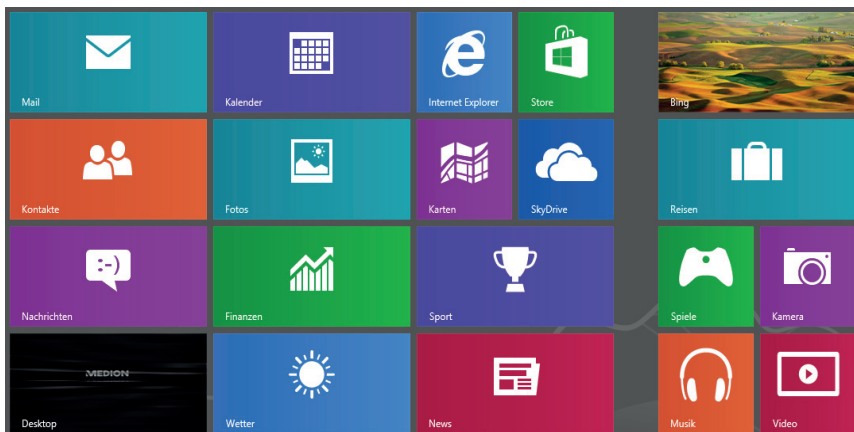 Mail
Kalender
Internet Explorer
Store
Bing
Kontakte
Fotos
Karten
SkyDrive
Reisen
:-)
Nachrichten
Finanzen
Sport
Spiele
Kamera
MEDION
Desktop
Wetter
News
Musik
Video